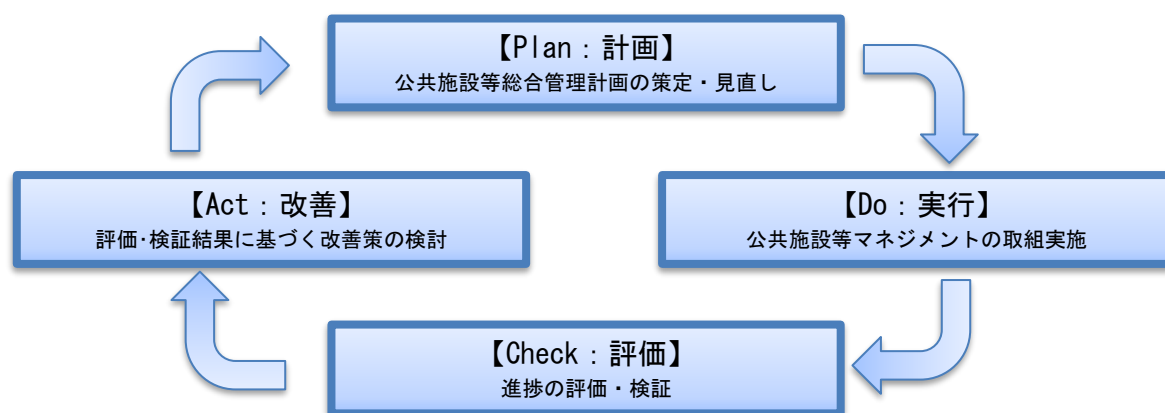 【Plan：計画】
公共施設等総合管理計画の策定・見直し
【Do：実行】
公共施設等マネジメントの取組実施
【Check：評価】
進捗の評価・検証
【Act：改善】
評価･検証結果に基づく改善策の検討